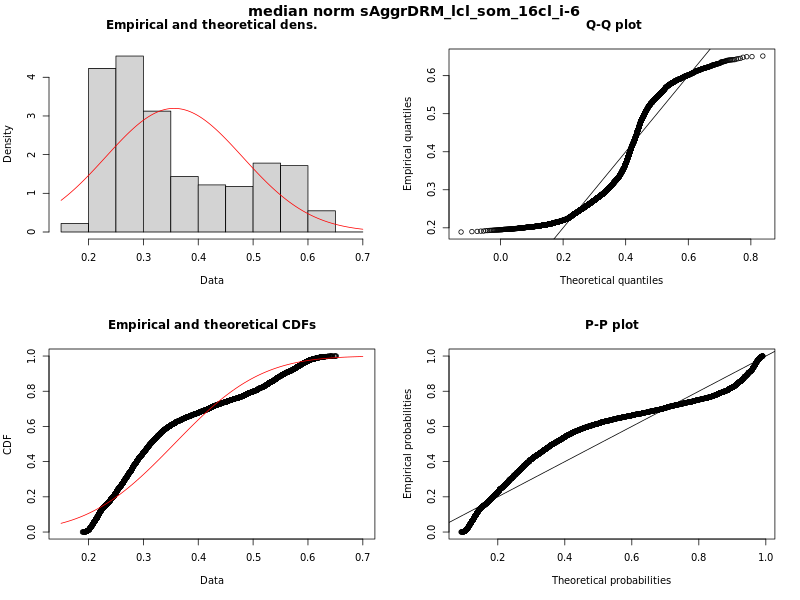 median norm sAggrDRM_lcl_som_16cl_i-6
Empirical and theoretical dens.
Density
0 1 2 3 4
0.2 0.3 0.4 0.5 0.6 0.7
Data
Q-Q plot
Empirical quantiles
0.2 0.3 0.4 0.5 0.6
0.0 0.2 0.4 0.6 0.8
Theoretical quantiles
Empirical and theoretical CDFs
CDF
0.0 0.2 0.4 0.6 0.8 1.0
0.2 0.3 0.4 0.5 0.6 0.7
Data
P-P plot
Empirical probabilities
0.0 0.2 0.4 0.6 0.8 1.0
0.2 0.4 0.6 0.8 1.0
Theoretical probabilities